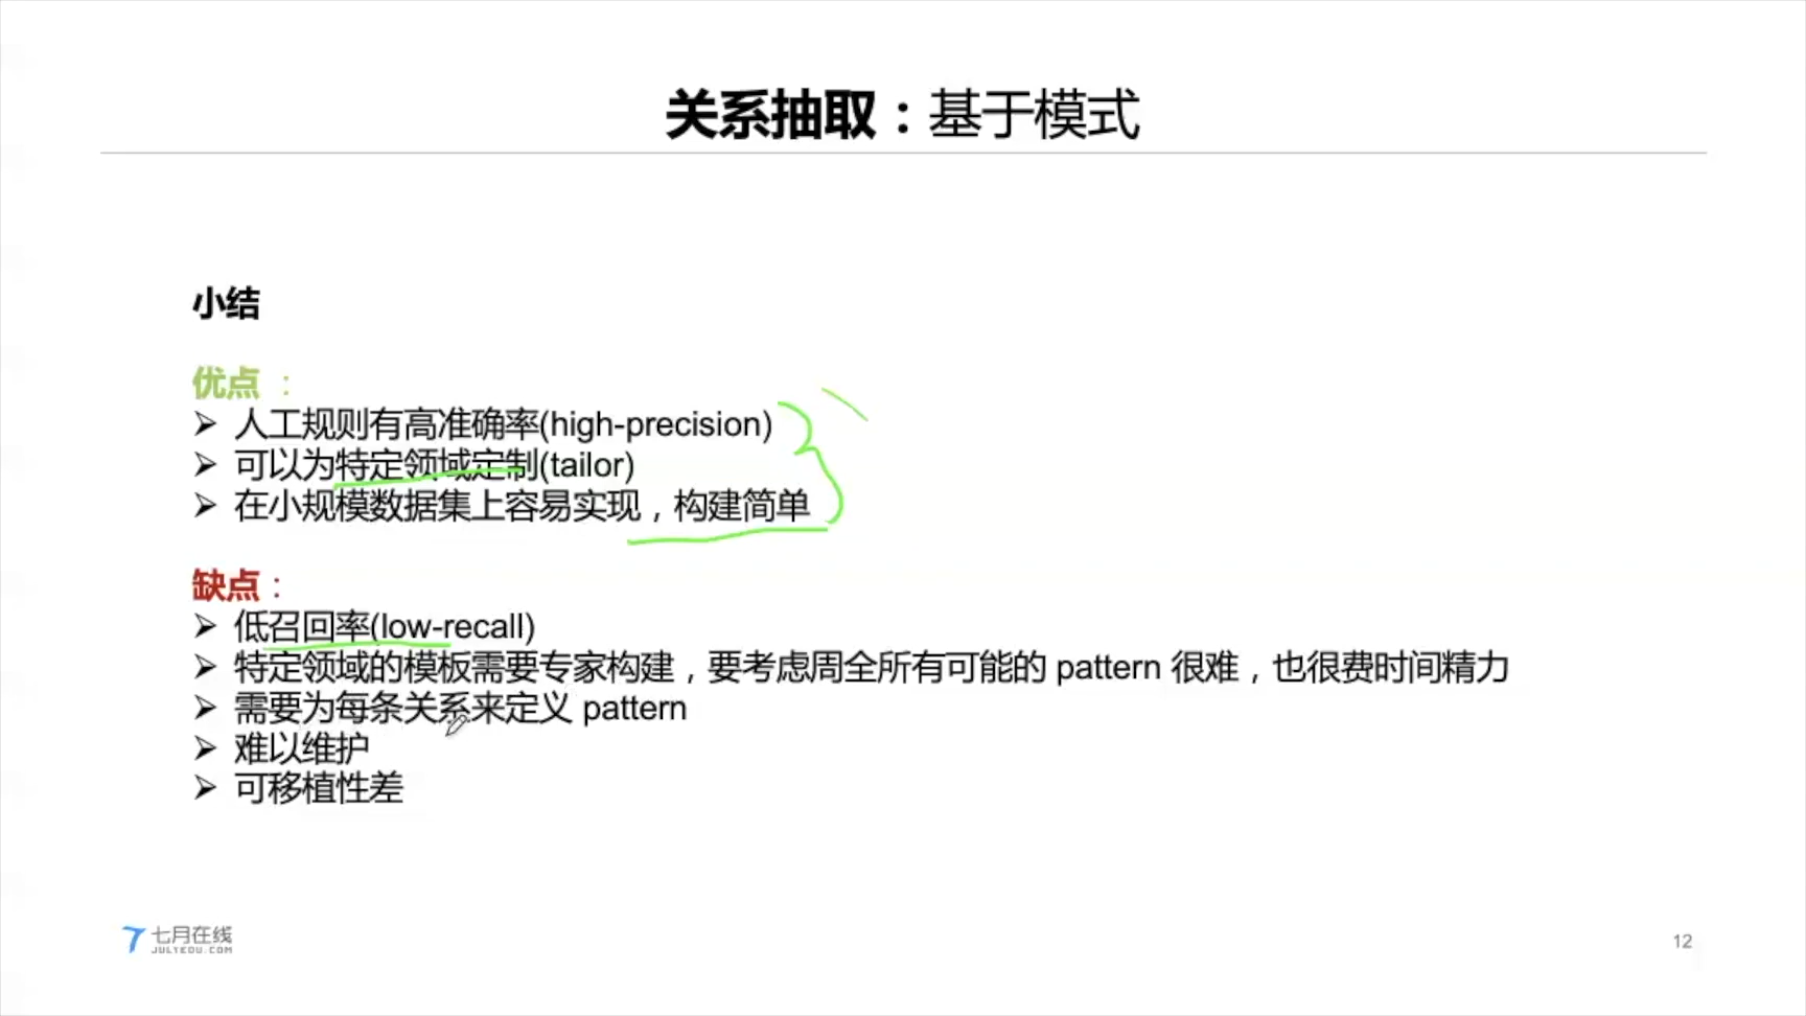 关系抽取：基于模式
小结
优点：
➢ 人工规则有高准确率(high-precision)
➢ 可以为特定领域定制(tailor)
➢ 在小规模数据集上容易实现，构建简单
缺点：
➢ 低召回率(low-recall)
➢ 特定领域的模板需要专家构建，要考虑周全所有可能的 pattern 很难，也很费时间精力
➢ 需要为每条关系来定义 pattern
➢ 难以维护
➢ 可移植性差
七月在线
JULYEDU.COM
12